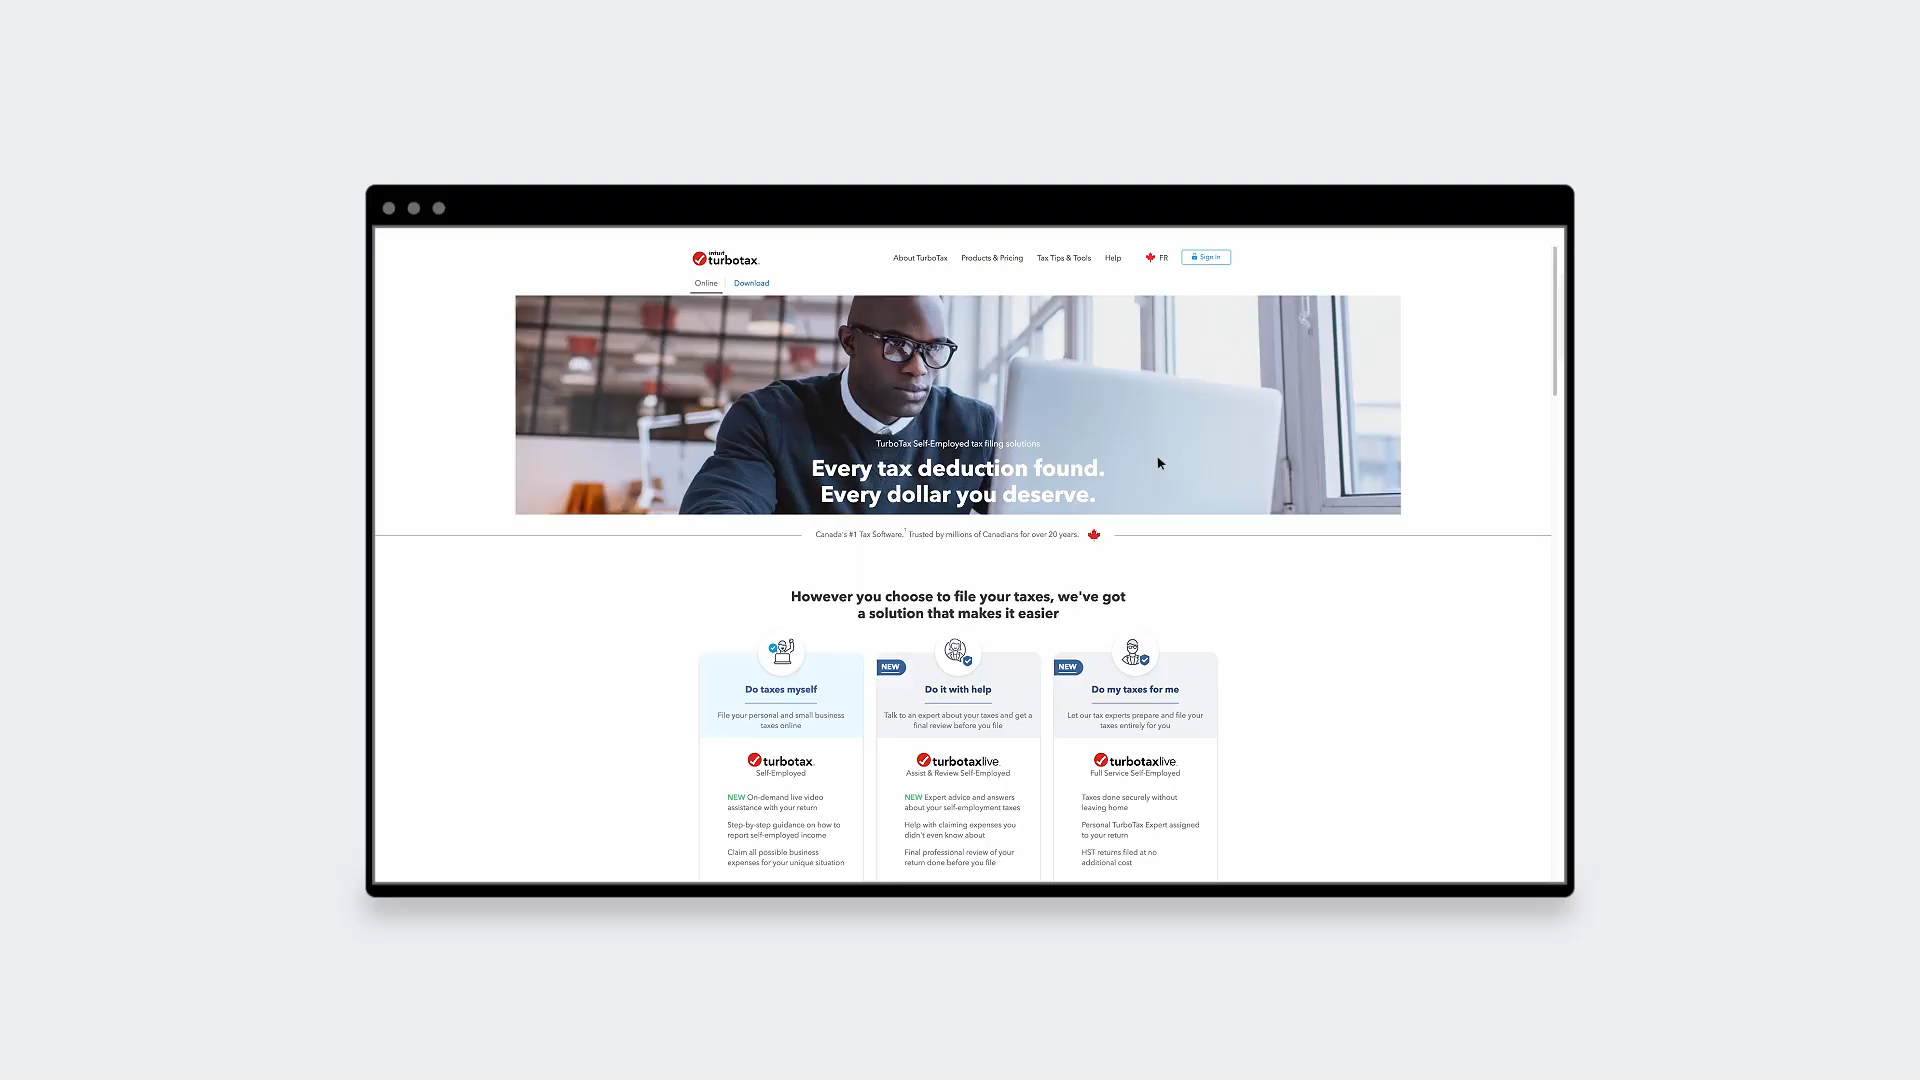 intuit
turbotax.
About TurboTax
Products & Pricing
Tax Tips & Tools
Help
FR
Sign In
Online
Download
TurboTax Self-Employed tax filing solutions
Every tax deduction found.
Every dollar you deserve.
Canada's #1 Tax Software.1 Trusted by millions of Canadians for over 20 years.
However you choose to file your taxes, we've got
a solution that makes it easier
Do taxes myself
File your personal and small business
taxes online
turbotax.
Self-Employed
NEW On-demand live video
assistance with your return
Step-by-step guidance on how to
report self-employed income
Claim all possible business
expenses for your unique situation
NEW
Do it with help
Talk to an expert about your taxes and get a
final review before you file
turbotaxlive.
Assist & Review Self-Employed
NEW Expert advice and answers
about your self-employment taxes
Help with claiming expenses you
didn't even know about
Final professional review of your
return done before you file
NEW
Do my taxes for me
Let our tax experts prepare and file your
taxes entirely for you
turbotaxlive.
Full Service Self-Employed
Taxes done securely without
leaving home
Personal TurboTax Expert assigned
to your return
HST returns filed at no
additional cost